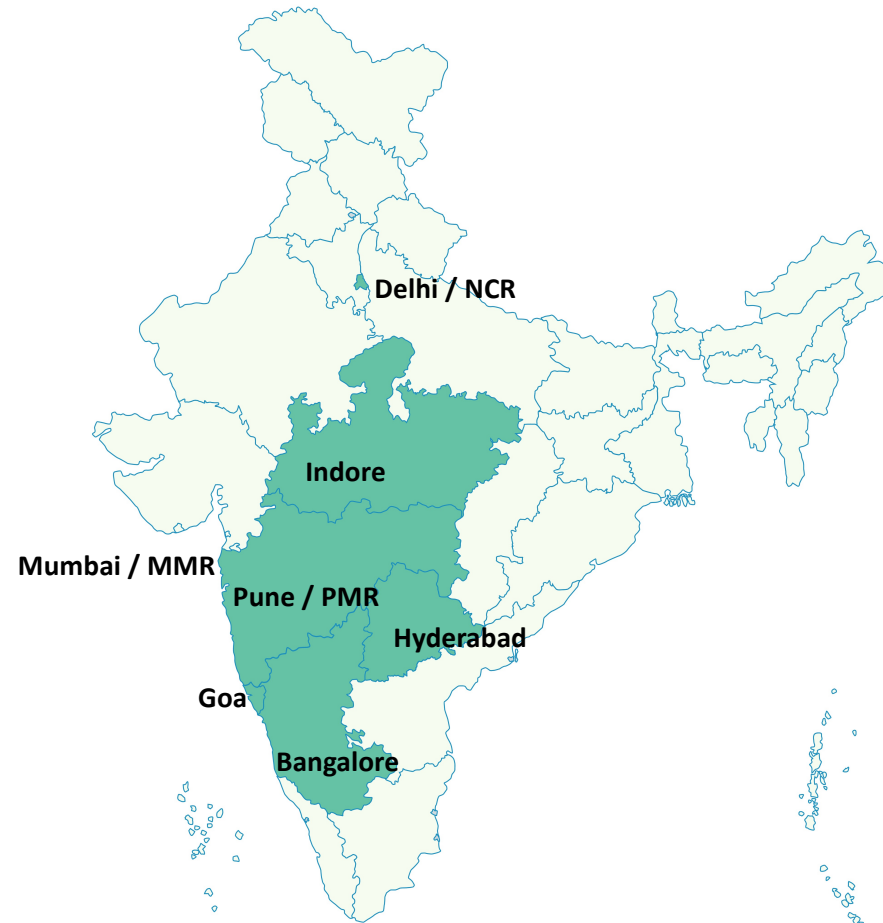 Delhi / NCR
Indore
Mumbai / MMR
Pune / PMR
Hyderabad
Goa
Bangalore